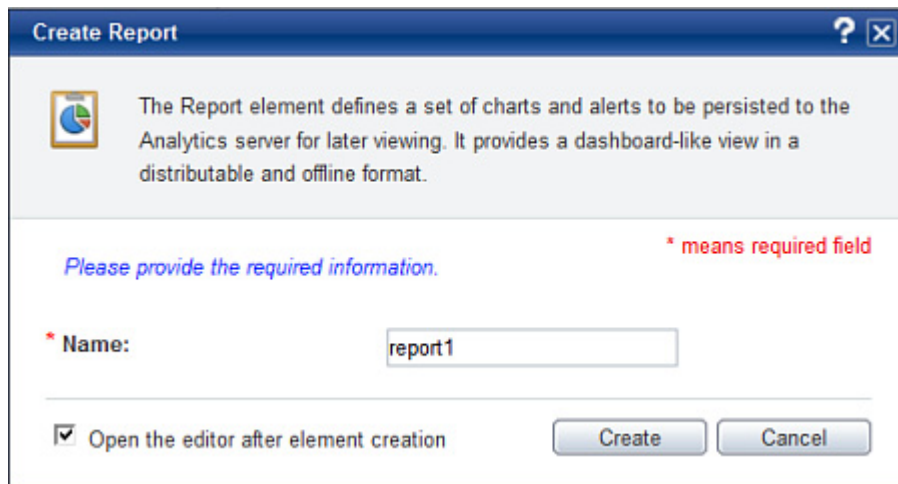 Create Report ?
The Report element defines a set of charts and alerts to be persisted to the
Analytics server for later viewing. It provides a dashboard-like view in a
distributable and offline format.
* means required field
Please provide the required information.
* Name: report1
Open the editor after element creation Create Cancel